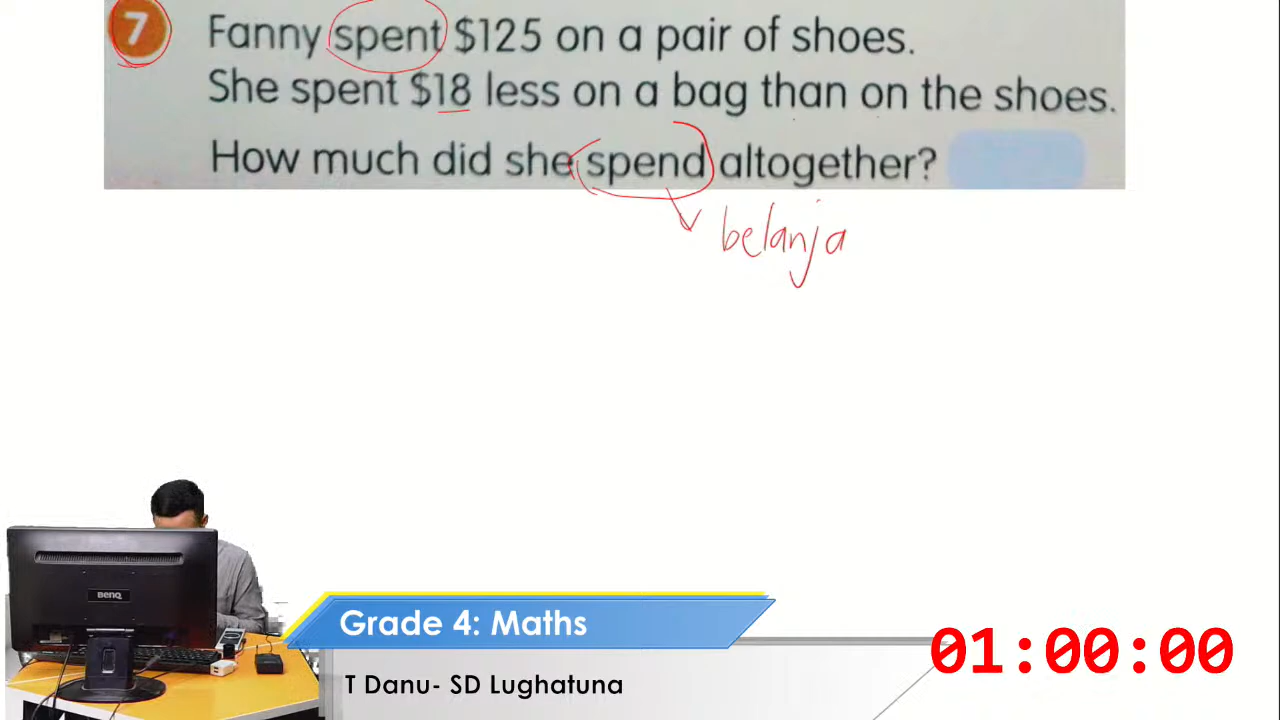 7 Fanny spent $125 on a pair of shoes.
She spent $18 less on a bag than on the shoes.
How much did she spend altogether?
belanja
BENQ
Grade 4: Maths
T Danu- SD Lughatuna
01:00:00